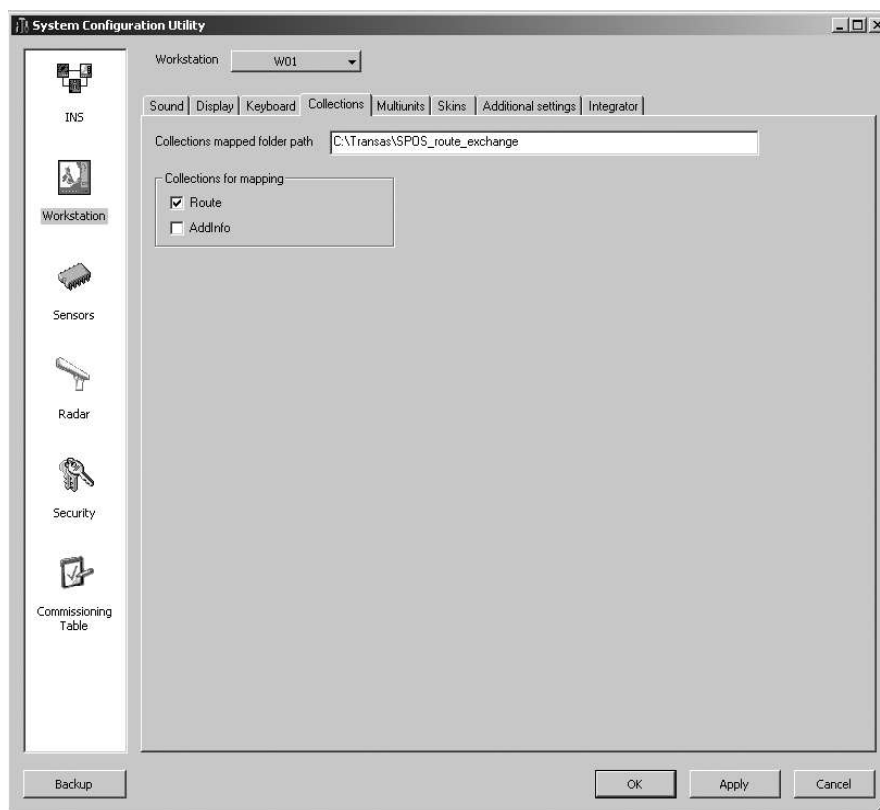 System Configuration Utility
INS
Workstation
Sensors
Radar
Security
Commissioning
Table
Workstation W01
Sound Display Keyboard Collections Multiunits Skins Additional settings Integrator
Collections mapped folder path C:\Transas\SPOS_route_exchange
Collections for mapping
Route
AddInfo
Backup OK Apply Cancel